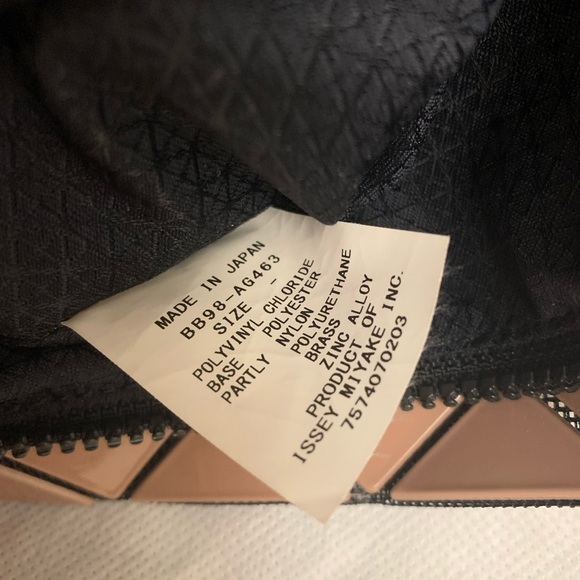 MADE IN JAPAN
BB98-AG463
SIZE -
POLYVINYL CHLORIDE
BASE POLYESTER
PARTLY NYLON
POLYURETHANE
BRASS
ZINC ALLOY
PRODUCT OF
ISSEY MIYAKE INC.
7574070203